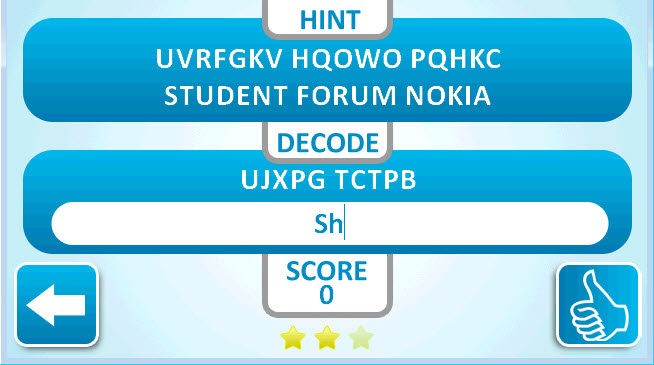 HINT
UVRFGKV HQOWO PQHKC
STUDENT FORUM NOKIA
DECODE
UJXPG TCTPB
Sh
SCORE
0